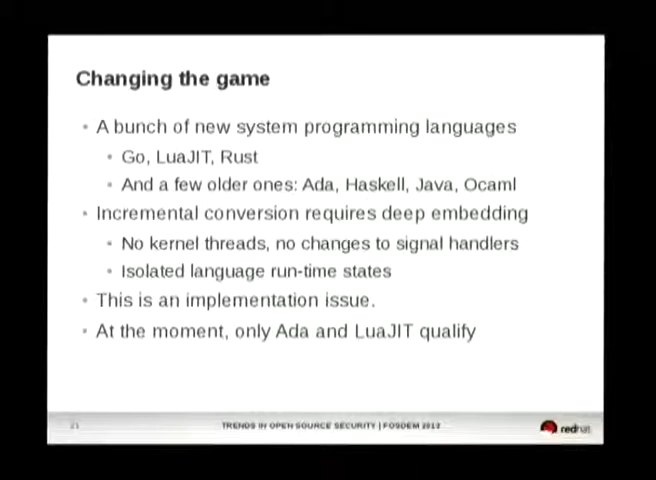 Changing the game
• A bunch of new system programming languages
• Go, LuaJIT, Rust
• And a few older ones: Ada, Haskell, Java, Ocaml
• Incremental conversion requires deep embedding
• No kernel threads, no changes to signal handlers
• Isolated language run-time states
• This is an implementation issue.
• At the moment, only Ada and LuaJIT qualify
TRENDS IN OPEN SOURCE SECURITY | FOSDEM 2013
redhat